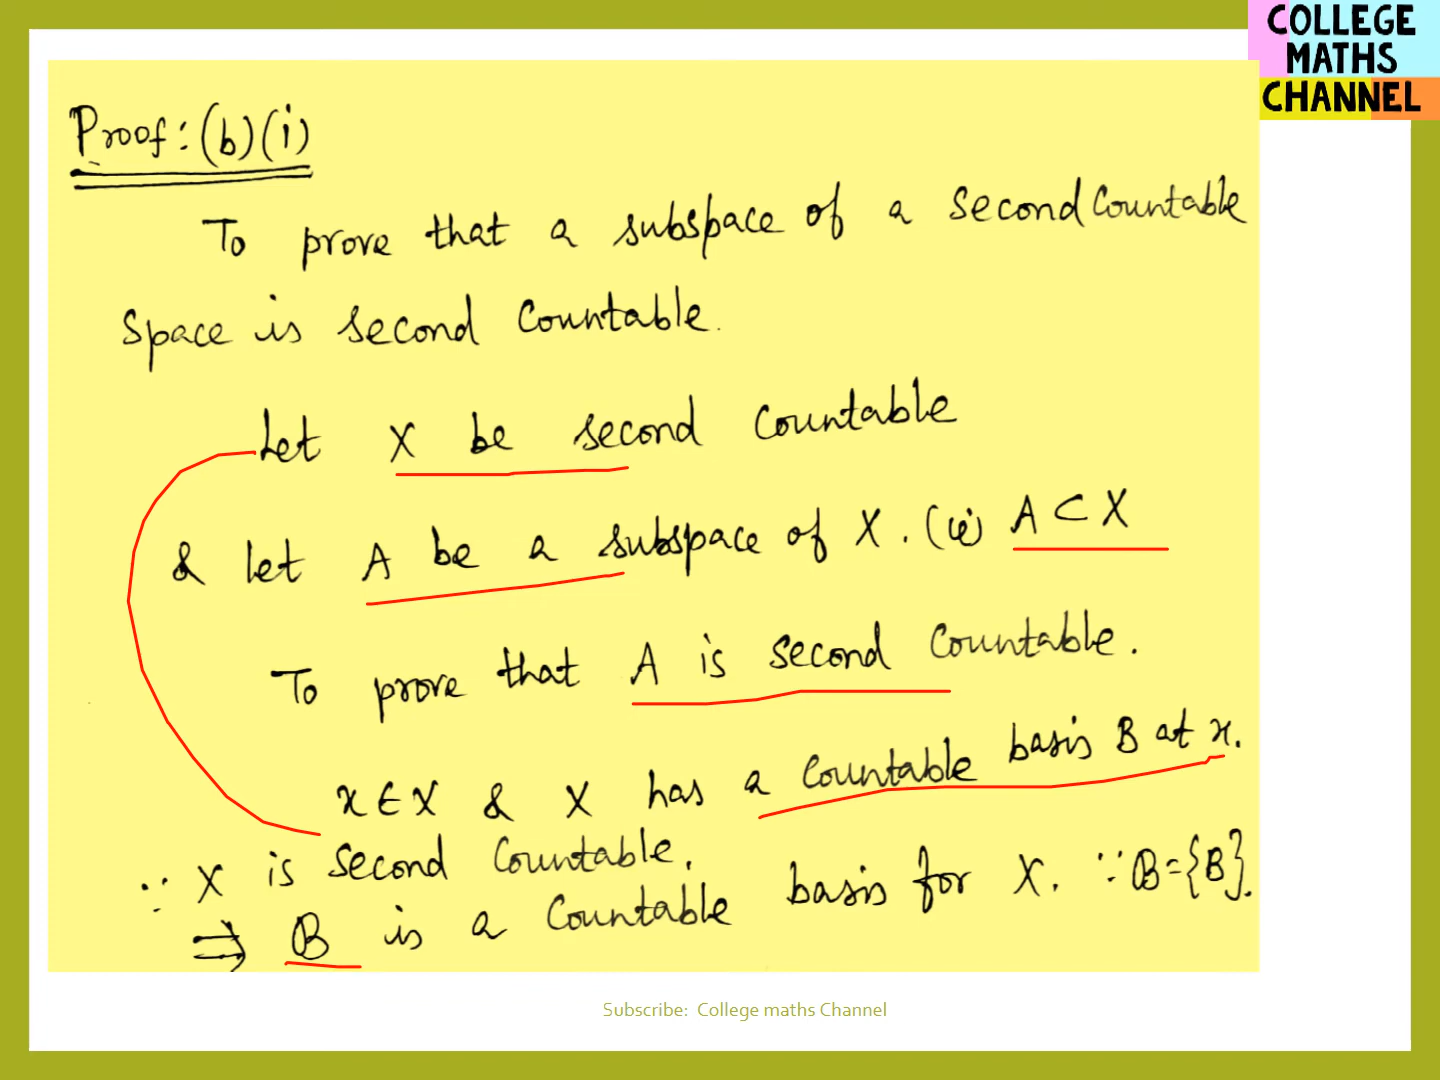 COLLEGE
MATHS
CHANNEL
Proof:(b)(i)
To prove that a subspace of a second Countable
Space is second Countable.
Let X be second Countable
& let A be a subspace of X. (ie) A ⊂ X
To prove that A is second Countable.
x ∈ X & X has a Countable basis B at x.
∵ X is second Countable.
⇒ 𝔹 is a Countable basis for X. ∵ 𝔹 = {B}.
Subscribe: College maths Channel